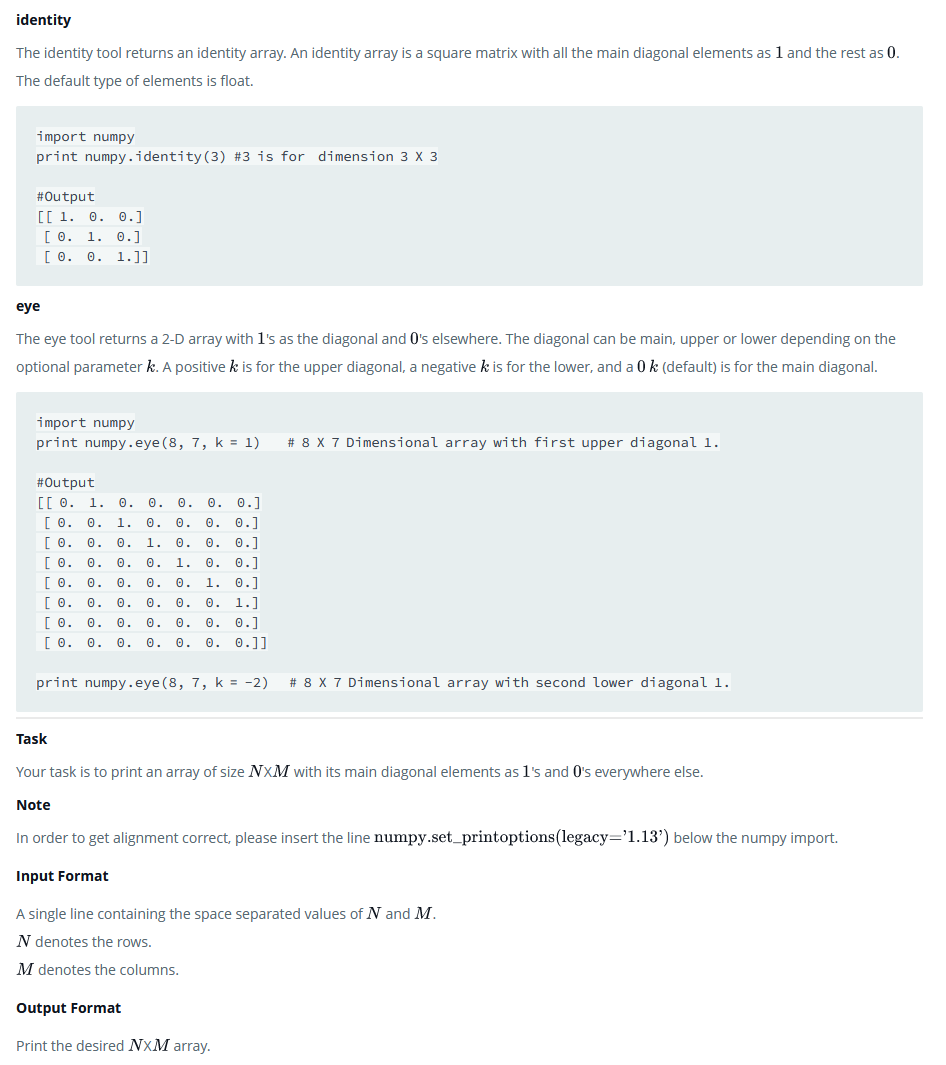 identity
The identity tool returns an identity array. An identity array is a square matrix with all the main diagonal elements as 1 and the rest as 0.
The default type of elements is float.
import numpy
print numpy.identity(3) #3 is for  dimension 3 X 3
#Output
[[ 1.  0.  0.]
 [ 0.  1.  0.]
 [ 0.  0.  1.]]
eye
The eye tool returns a 2-D array with 1's as the diagonal and 0's elsewhere. The diagonal can be main, upper or lower depending on the
optional parameter k. A positive k is for the upper diagonal, a negative k is for the lower, and a 0 k (default) is for the main diagonal.
import numpy
print numpy.eye(8, 7, k = 1)   # 8 X 7 Dimensional array with first upper diagonal 1.
#Output
[[ 0.  1.  0.  0.  0.  0.  0.]
 [ 0.  0.  1.  0.  0.  0.  0.]
 [ 0.  0.  0.  1.  0.  0.  0.]
 [ 0.  0.  0.  0.  1.  0.  0.]
 [ 0.  0.  0.  0.  0.  1.  0.]
 [ 0.  0.  0.  0.  0.  0.  1.]
 [ 0.  0.  0.  0.  0.  0.  0.]
 [ 0.  0.  0.  0.  0.  0.  0.]]
print numpy.eye(8, 7, k = -2)   # 8 X 7 Dimensional array with second lower diagonal 1.
Task
Your task is to print an array of size NXM with its main diagonal elements as 1's and 0's everywhere else.
Note
In order to get alignment correct, please insert the line numpy.set_printoptions(legacy=’1.13’) below the numpy import.
Input Format
A single line containing the space separated values of N and M.
N denotes the rows.
M denotes the columns.
Output Format
Print the desired NXM array.